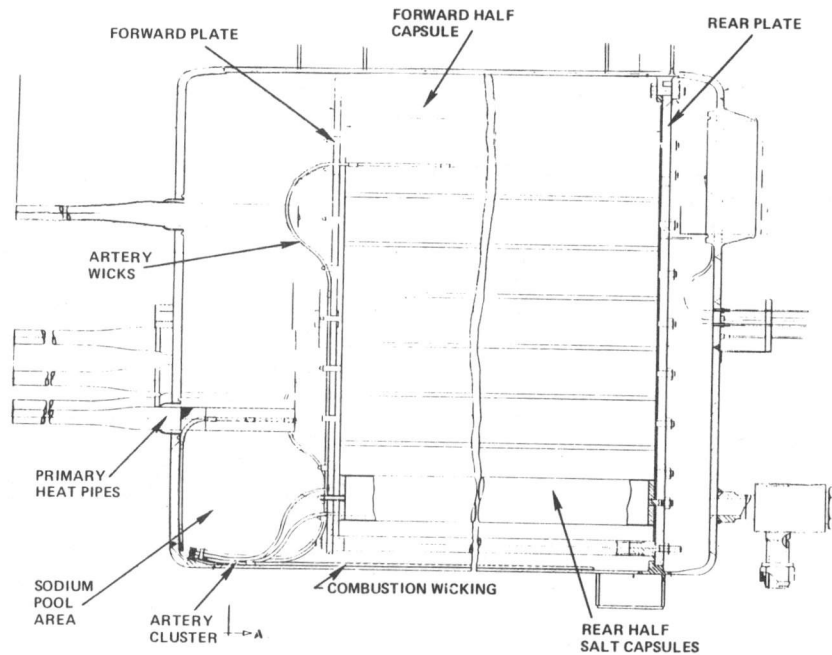 FORWARD HALF
CAPSULE
FORWARD PLATE
REAR PLATE
ARTERY
WICKS
PRIMARY
HEAT PIPES
SODIUM
POOL
AREA
ARTERY
CLUSTER
A
COMBUSTION WICKING
REAR HALF
SALT CAPSULES